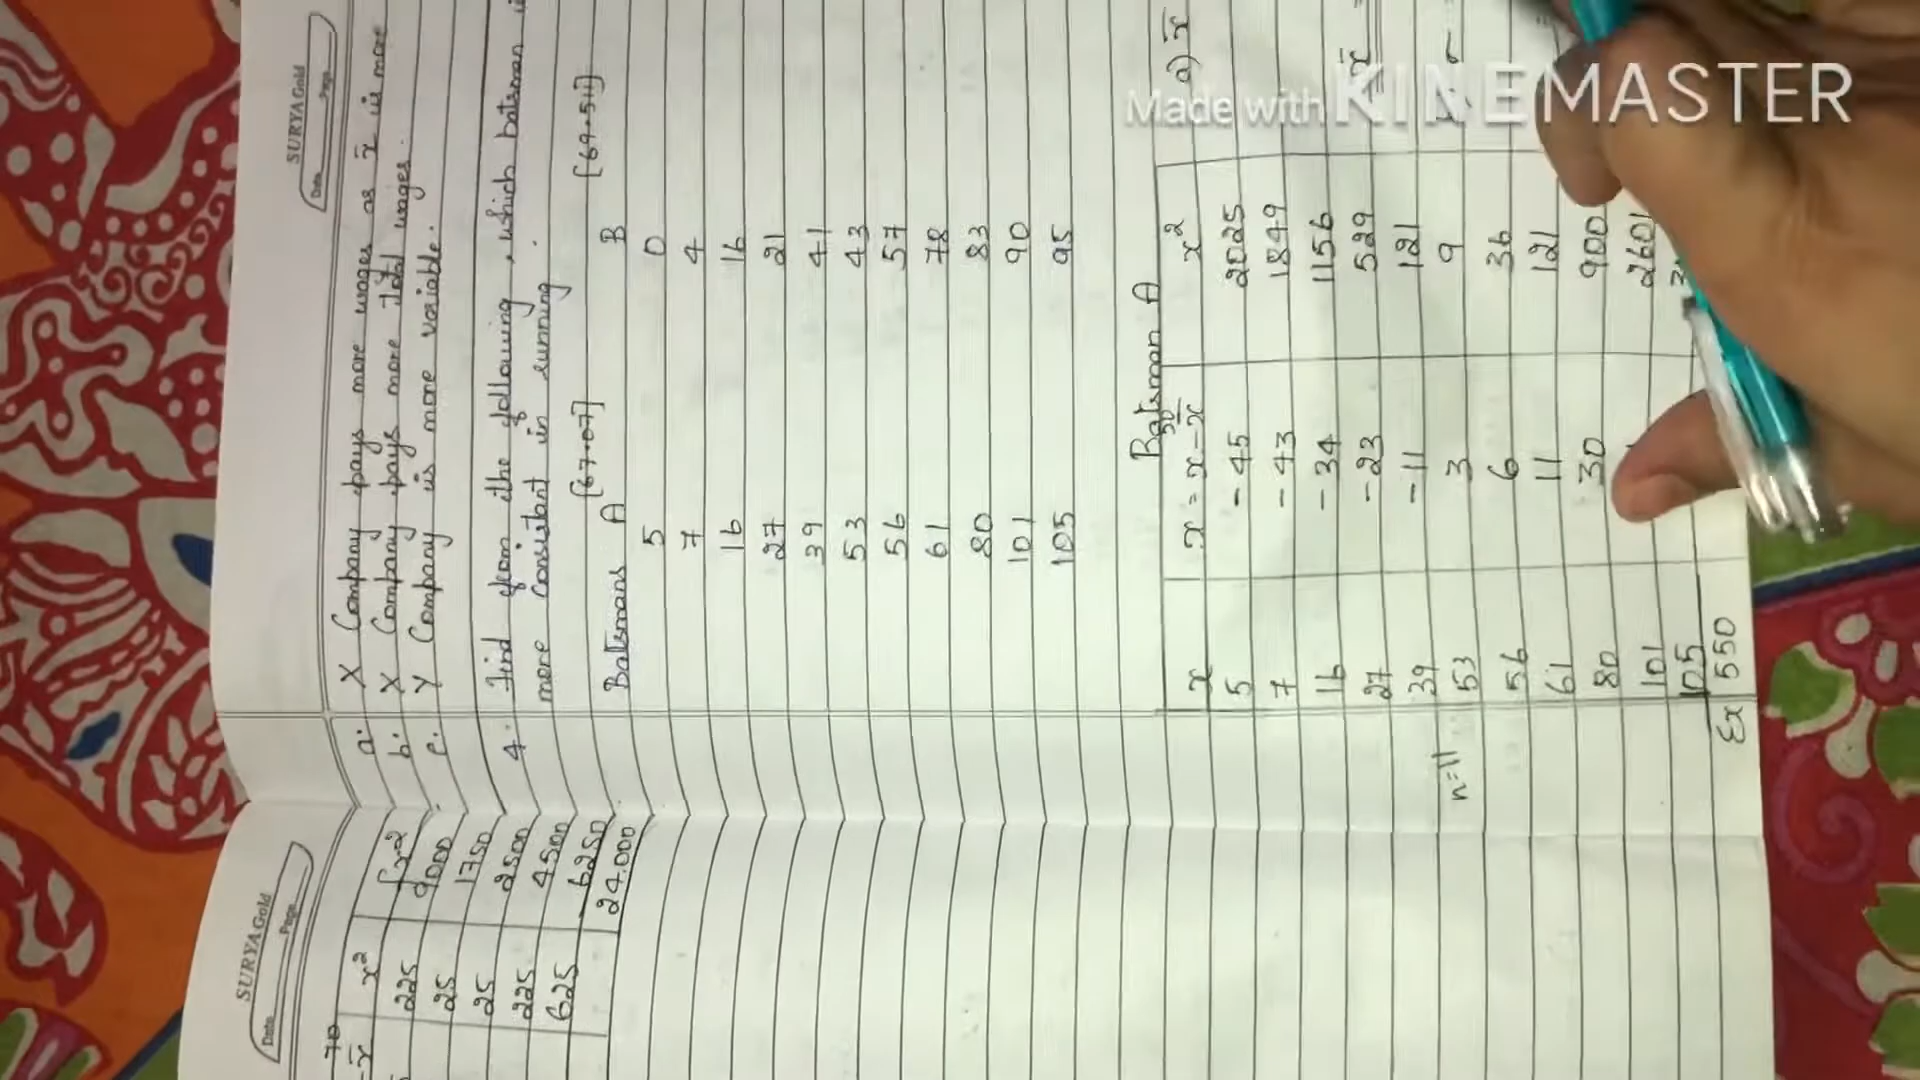 SURYA Gold
Date
Page
a. X Company pays more wages as x̄ is more
b. X Company pays more total wages.
c. Y Company is more variable.
4. Find from the following, which batsman
more Consistent in running.
[67.07] [69.51]
Batsmans A B
5 0
7 4
16 16
27 21
39 41
53 43
56 57
61 78
80 83
101 90
105 95
Batsman A
50
x x = x - x̄ x² a) x̄
5 -45 2025
7 -43 1849
16 -34 1156
27 -23 529
39 -11 121
n=11 53 3 9
56 6 36
61 11 121
80 30 900
101 2601
105
Σx 550
SURYA Gold
Date
Page
70
-x̄ x² fx²
225 9000
25 1750
25 2500
225 4500
625 6250
24,000
Made with KINEMASTER